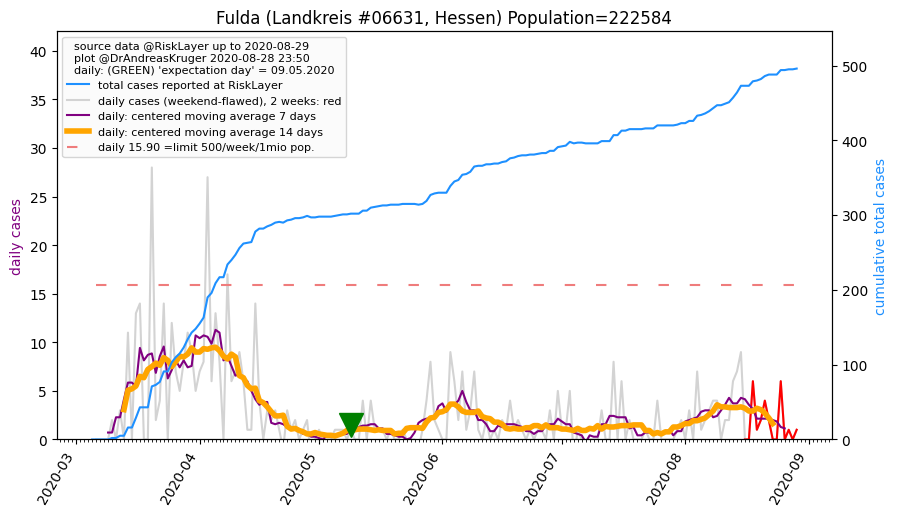 Fulda (Landkreis #06631, Hessen) Population=222584
source data @RiskLayer up to 2020-08-29
plot @DrAndreasKruger 2020-08-28 23:50
daily: (GREEN) 'expectation day' = 09.05.2020
total cases reported at RiskLayer
daily cases (weekend-flawed), 2 weeks: red
daily: centered moving average 7 days
daily: centered moving average 14 days
daily 15.90 =limit 500/week/1mio pop.
daily cases
40
35
30
25
20
15
10
5
0
cumulative total cases
500
400
300
200
100
0
2020-03
2020-04
2020-05
2020-06
2020-07
2020-08
2020-09